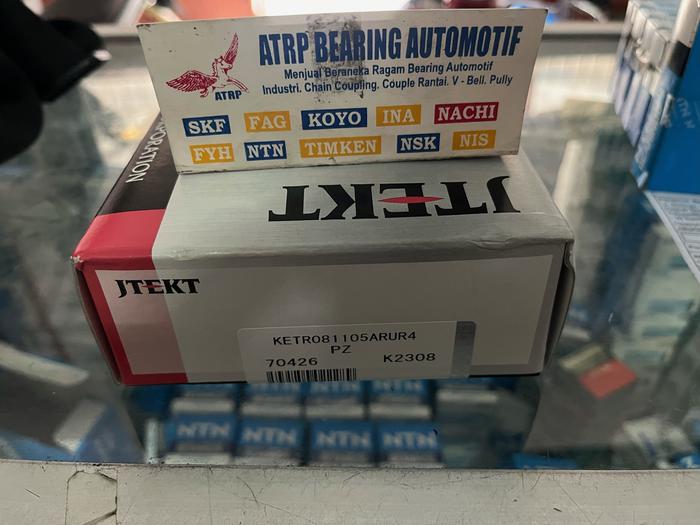 ATRP BEARING AUTOMOTIF
Menjual Beraneka Ragam Bearing Automotif
Industri. Chain Coupling. Couple Rantai. V - Bell. Pully
ATRP
SKF FAG KOYO INA NACHI
FYH NTN TIMKEN NSK NIS
JTEKT
JTEKT
KETR081105ARUR4
PZ
70426 K2308
NTN NTN NTN NTN